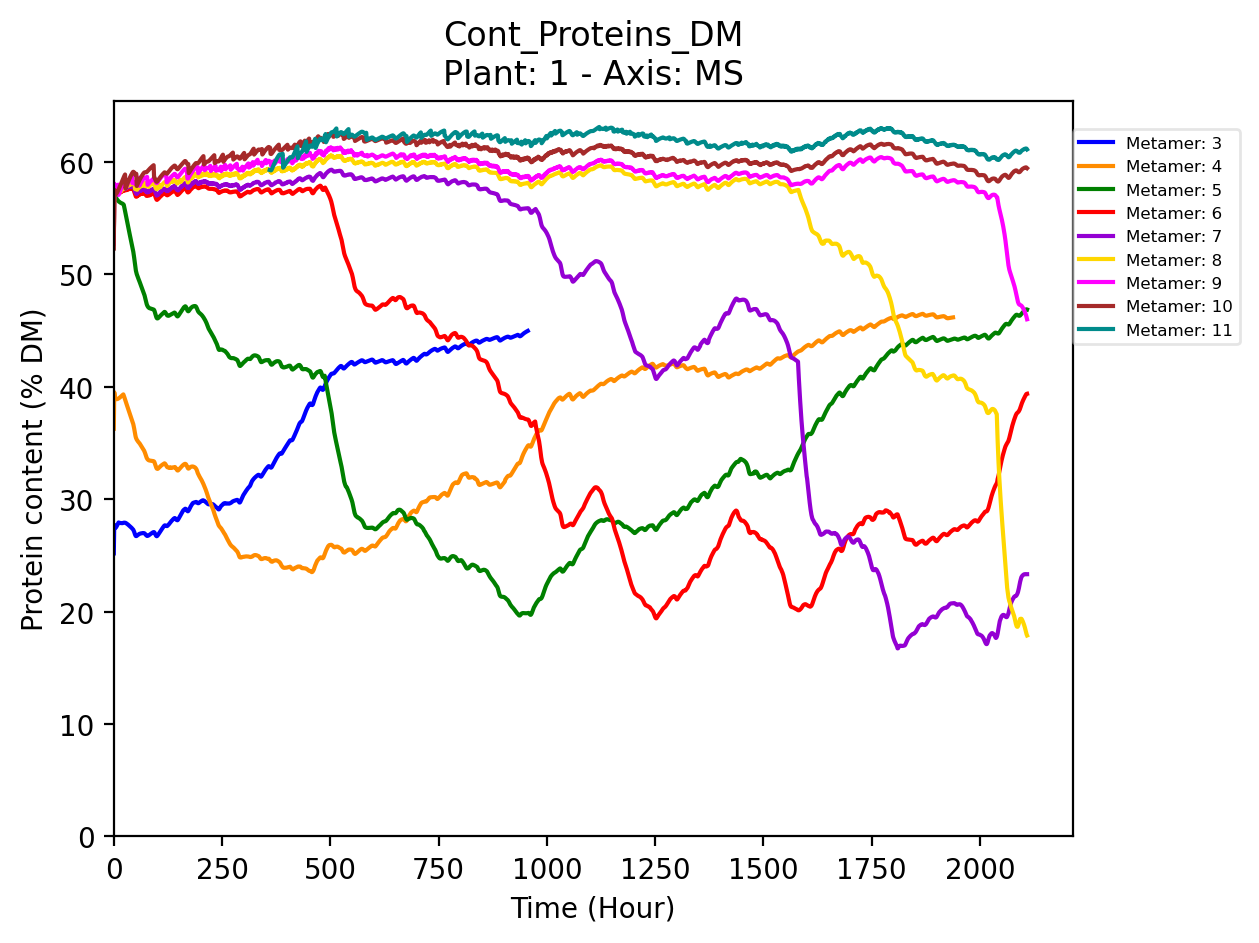 Cont_Proteins_DM
Plant: 1 - Axis: MS
Protein content (% DM)
60
50
40
30
20
10
0
0 250 500 750 1000 1250 1500 1750 2000
Time (Hour)
Metamer: 3
Metamer: 4
Metamer: 5
Metamer: 6
Metamer: 7
Metamer: 8
Metamer: 9
Metamer: 10
Metamer: 11